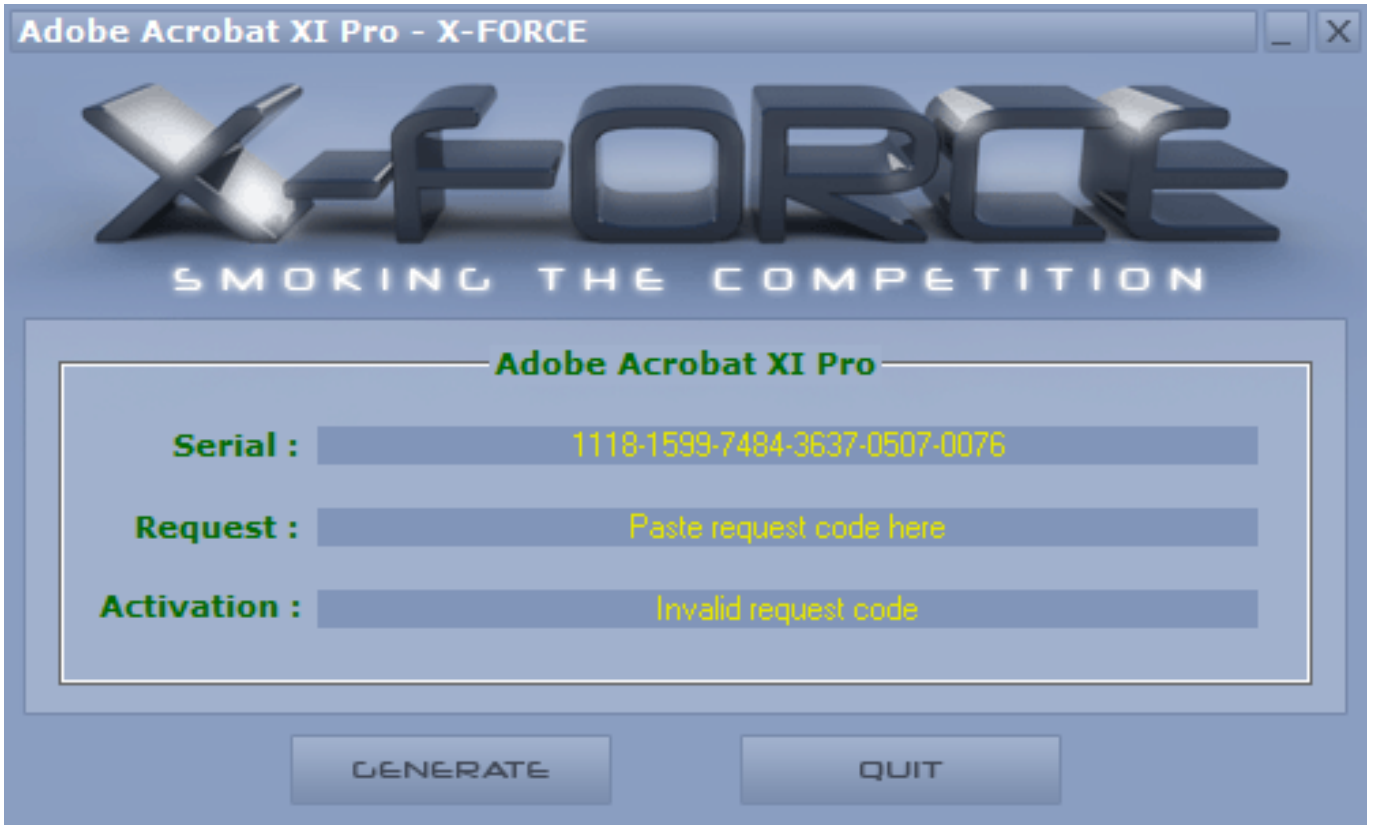 Adobe Acrobat XI Pro - X-FORCE
X-FORCE
SMOKING THE COMPETITION
Adobe Acrobat XI Pro
Serial : 1118-1599-7484-3637-0507-0076
Request : Paste request code here
Activation : Invalid request code
GENERATE QUIT